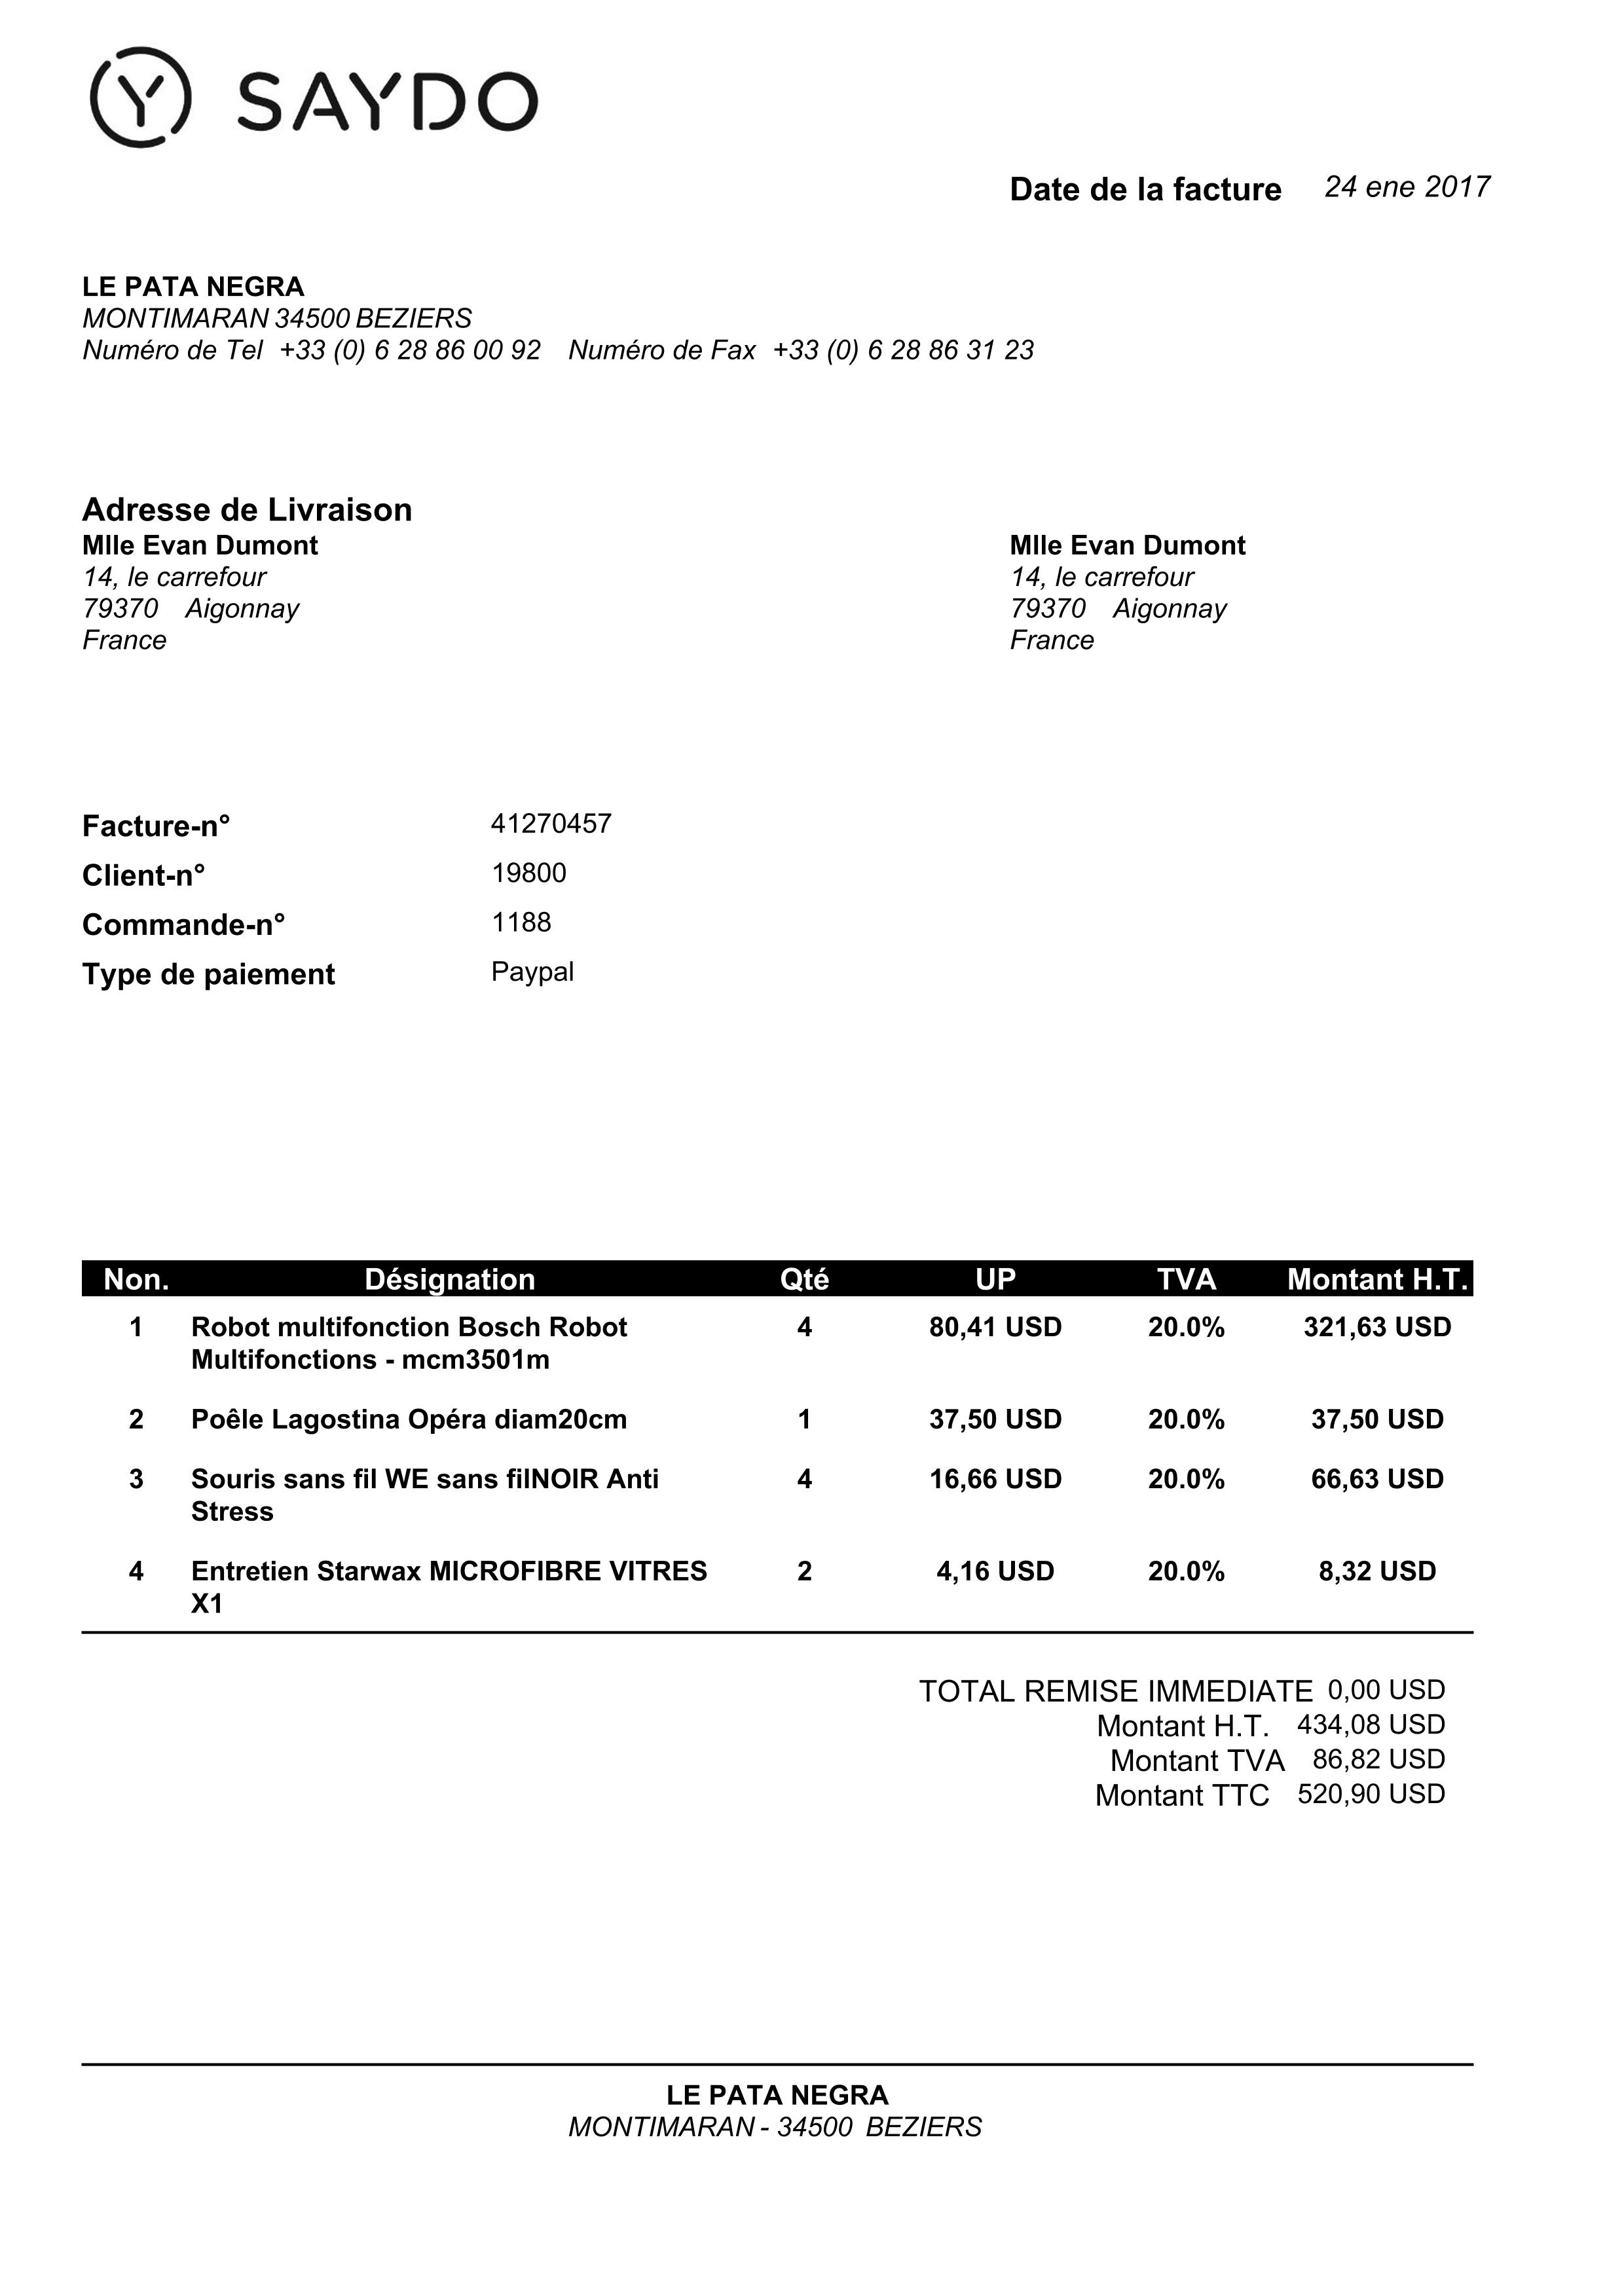 SAYDO
Date de la facture 24 ene 2017
LE PATA NEGRA
MONTIMARAN 34500 BEZIERS
Numéro de Tel +33 (0) 6 28 86 00 92 Numéro de Fax +33 (0) 6 28 86 31 23
Adresse de Livraison
Mlle Evan Dumont
14, le carrefour
79370 Aigonnay
France
Mlle Evan Dumont
14, le carrefour
79370 Aigonnay
France
Facture-n° 41270457
Client-n° 19800
Commande-n° 1188
Type de paiement Paypal
Non. Désignation Qté UP TVA Montant H.T.
1 Robot multifonction Bosch Robot 4 80,41 USD 20.0% 321,63 USD
Multifonctions - mcm3501m
2 Poêle Lagostina Opéra diam20cm 1 37,50 USD 20.0% 37,50 USD
3 Souris sans fil WE sans filNOIR Anti 4 16,66 USD 20.0% 66,63 USD
Stress
4 Entretien Starwax MICROFIBRE VITRES 2 4,16 USD 20.0% 8,32 USD
X1
TOTAL REMISE IMMEDIATE 0,00 USD
Montant H.T. 434,08 USD
Montant TVA 86,82 USD
Montant TTC 520,90 USD
LE PATA NEGRA
MONTIMARAN - 34500 BEZIERS